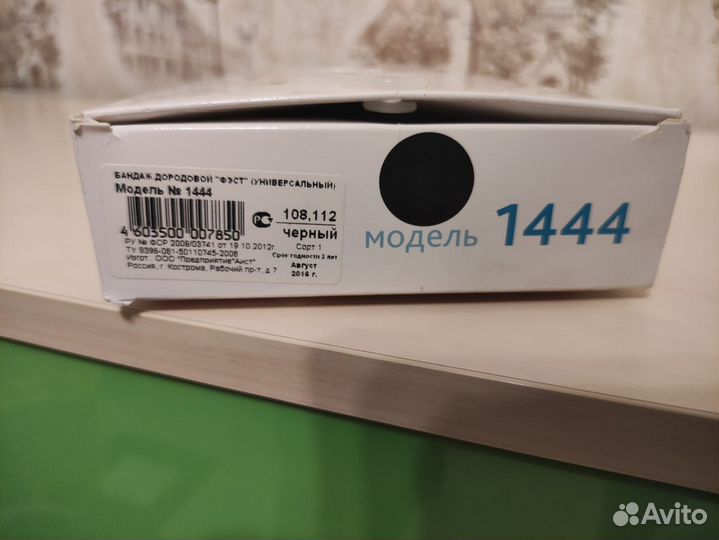 БАНДАЖ ДОРОДОВОЙ "ФЭСТ" (УНИВЕРСАЛЬНЫЙ)
Модель № 1444
4 603500 007850
108,112
черный
Сорт 1
РУ № ФСР 2008/03741 от 19.10.2012г.
ТУ 9396-081-50110745-2008
Срок годности 5 лет
Изгот. ООО "Предприятие"Аист"
Август
Россия, г. Кострома, Рабочий пр-т, д.7
2016 г.
модель 1444
Avito